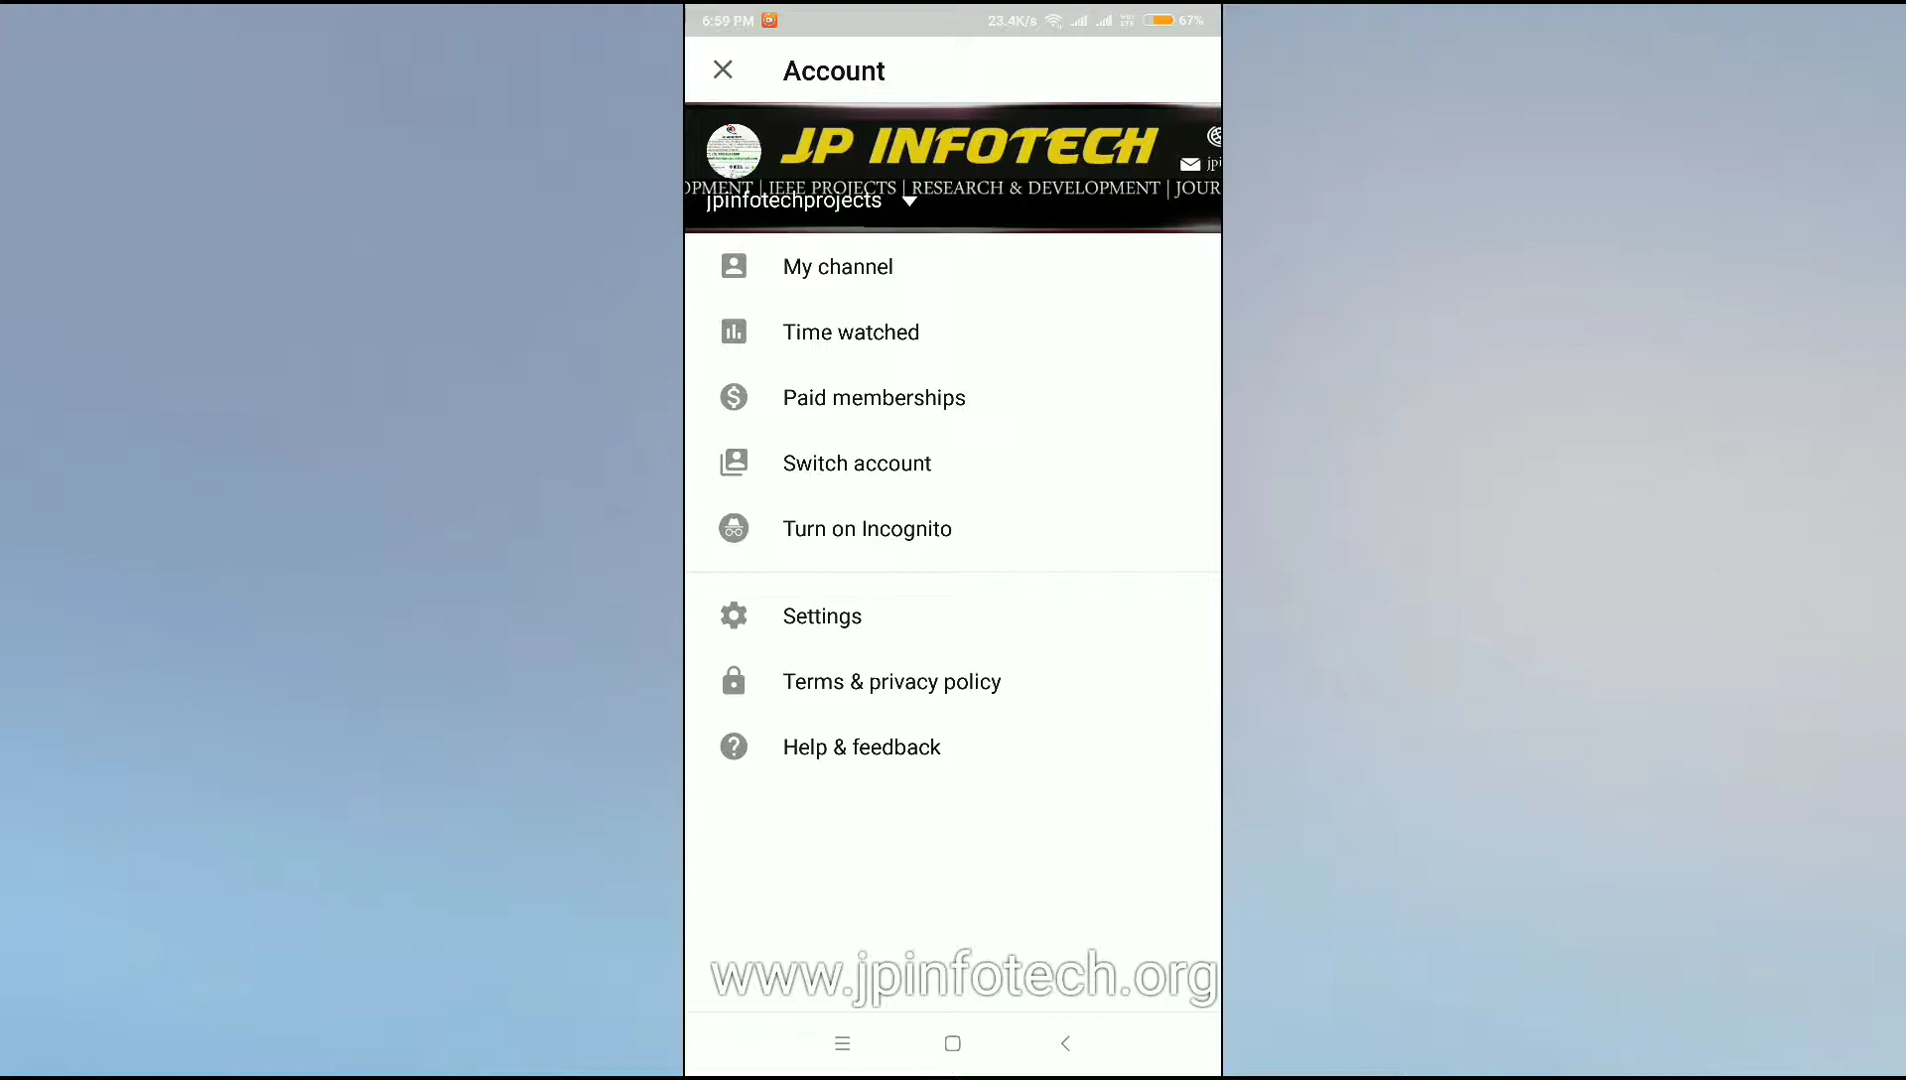 6:59 PM 23.4K/s 67%
Account
JP INFOTECH
OPMENT | IEEE PROJECTS | RESEARCH & DEVELOPMENT | JOUR
jpinfotechprojects
My channel
Time watched
Paid memberships
Switch account
Turn on Incognito
Settings
Terms & privacy policy
Help & feedback
www.jpinfotech.org